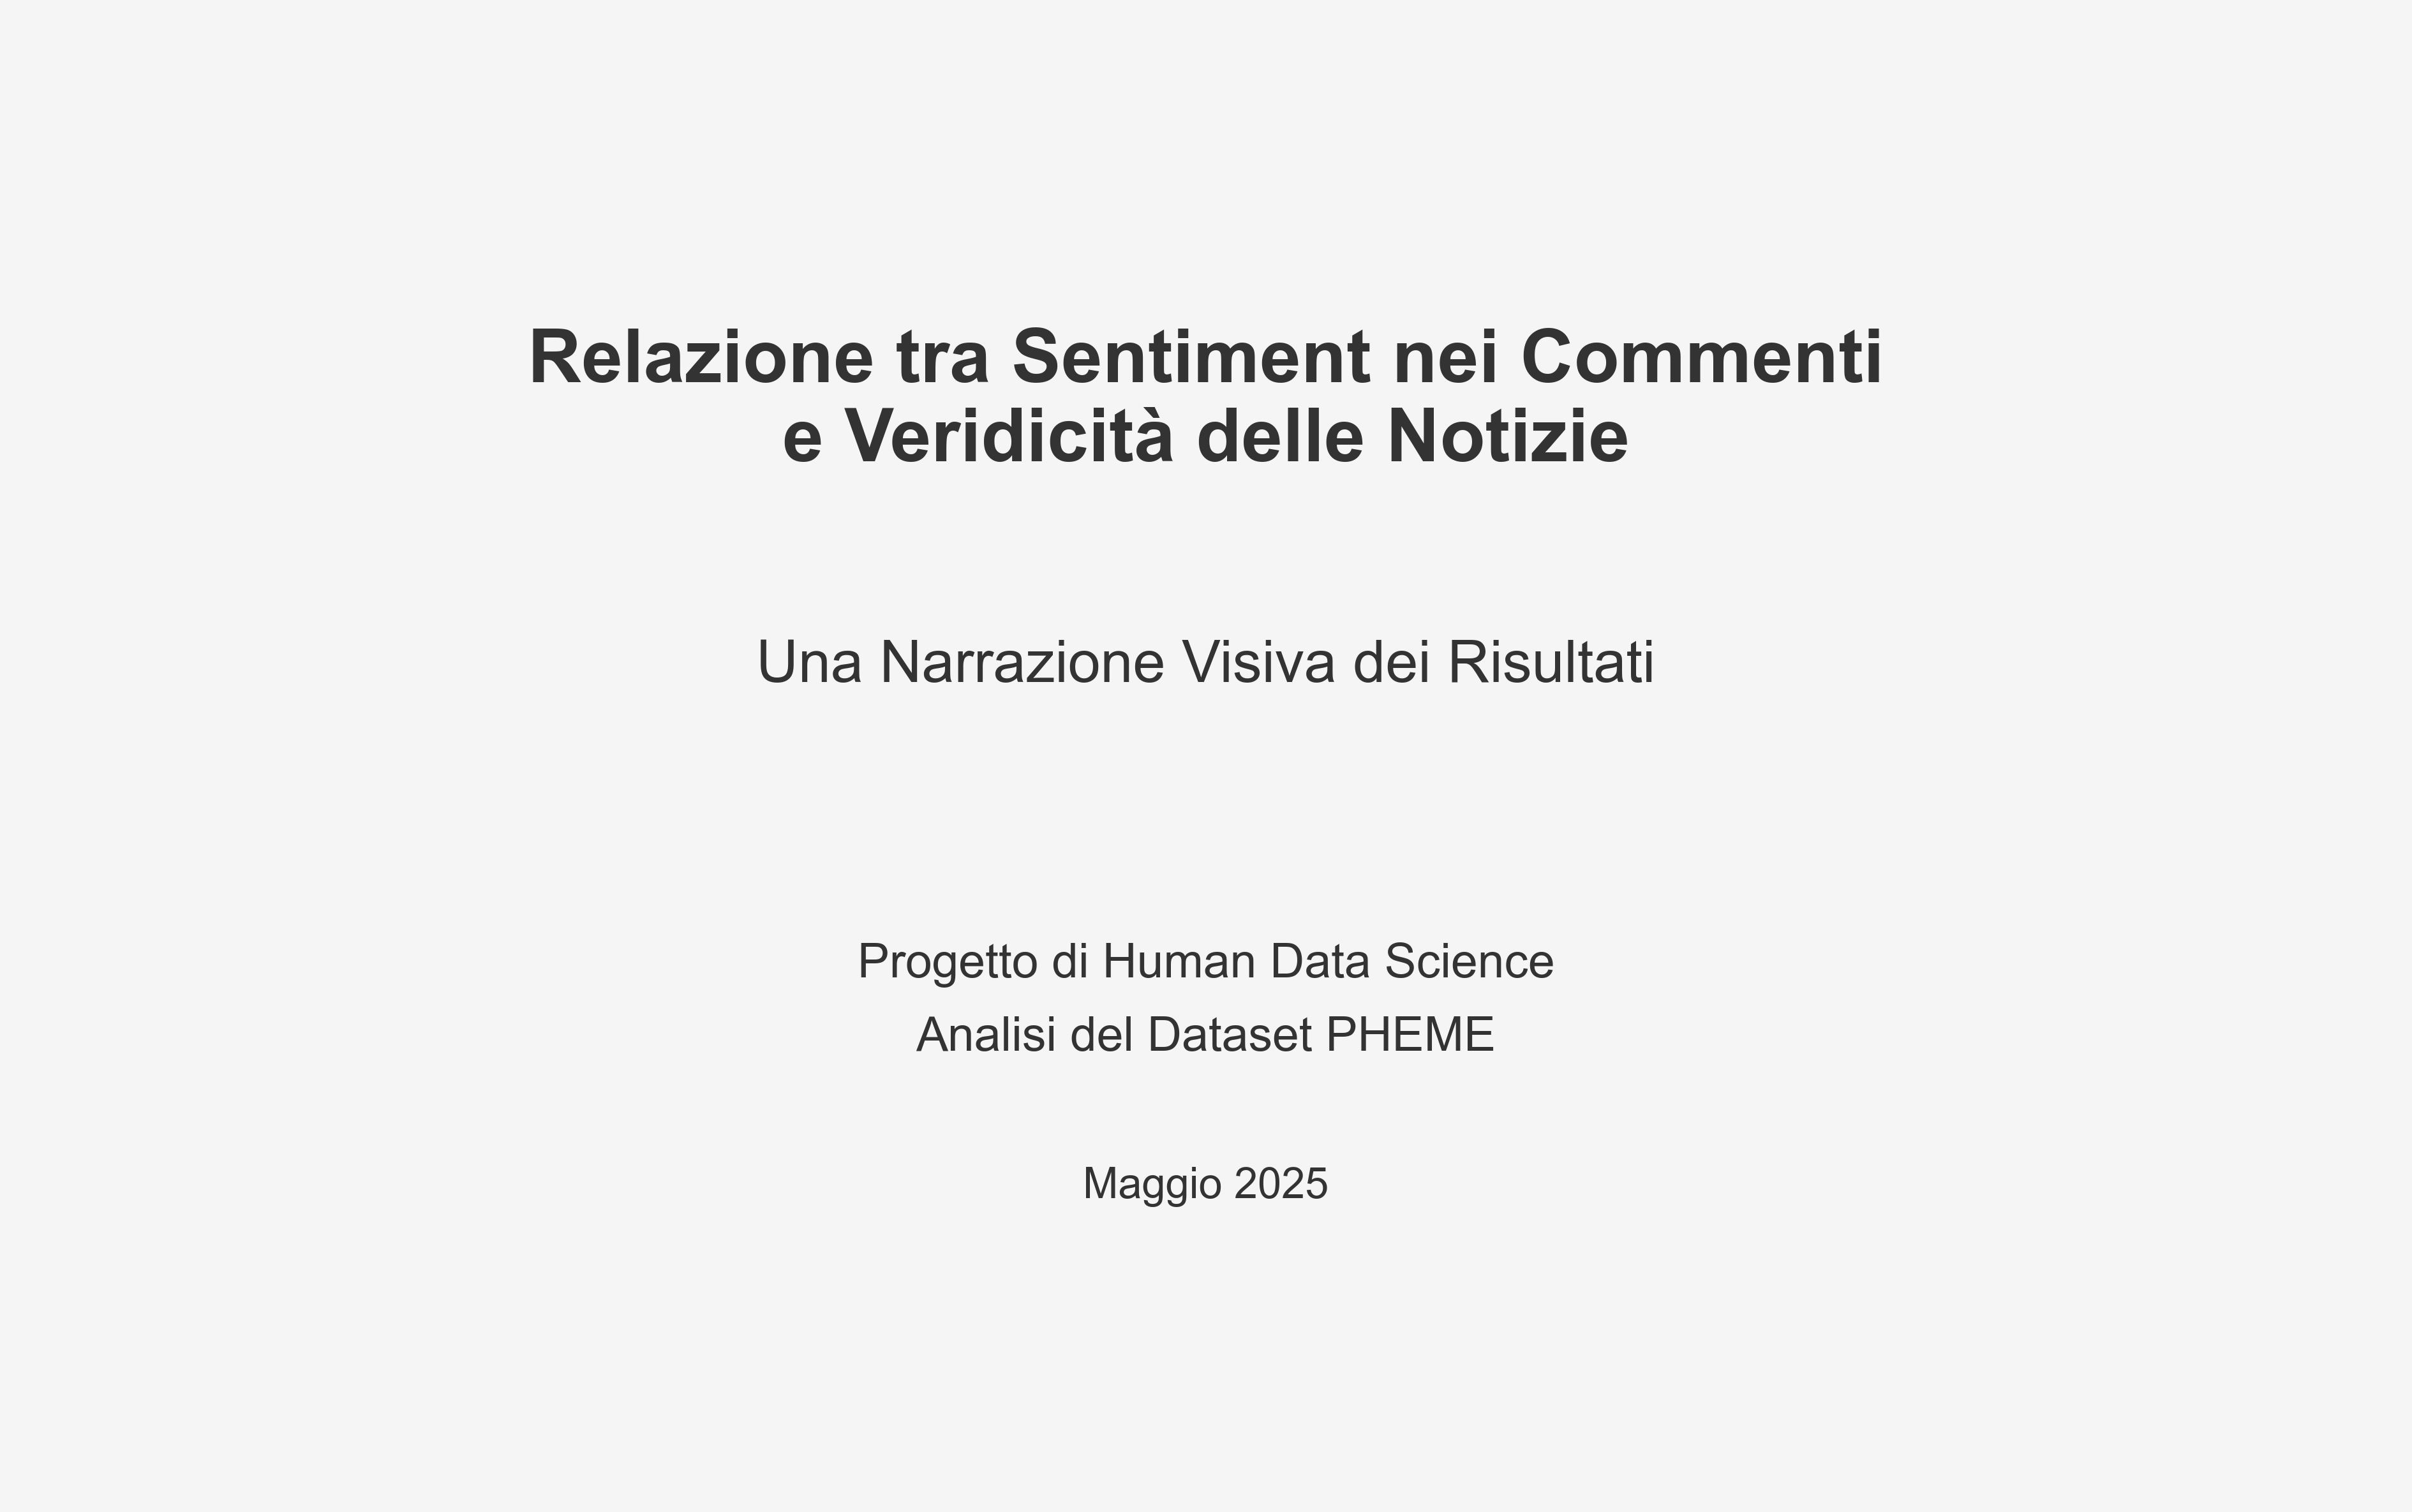 Relazione tra Sentiment nei Commenti
e Veridicità delle Notizie
Una Narrazione Visiva dei Risultati
Progetto di Human Data Science
Analisi del Dataset PHEME
Maggio 2025